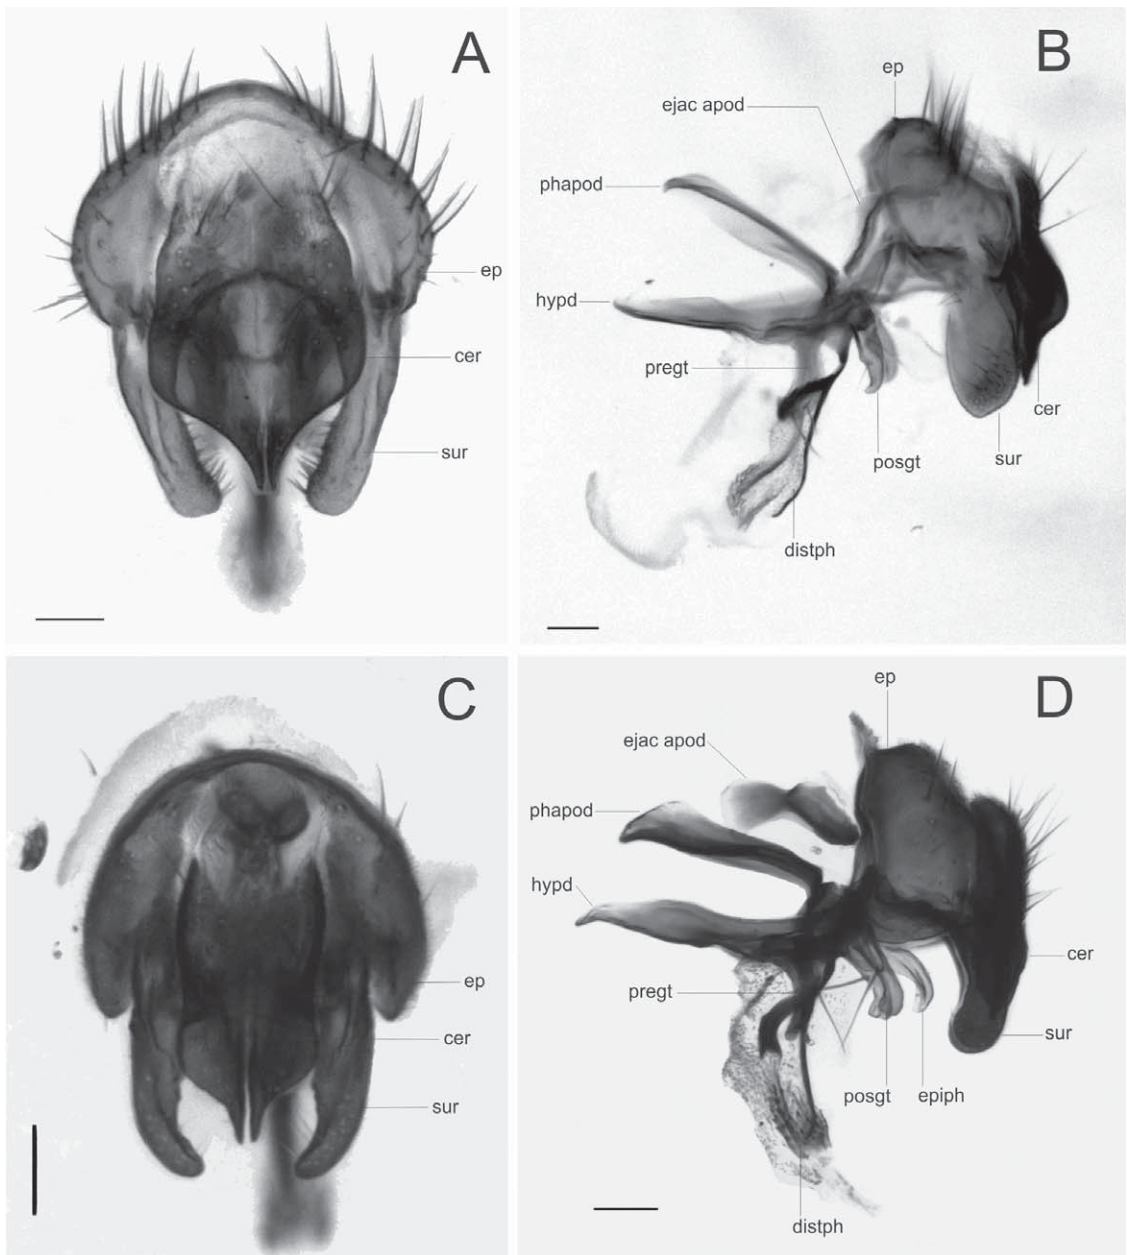 A
ep
cer
sur
B
ep
ejac apod
phapod
hypd
pregt
cer
posgt
sur
distph
C
ep
cer
sur
D
ep
ejac apod
phapod
hypd
cer
pregt
sur
posgt
epiph
distph